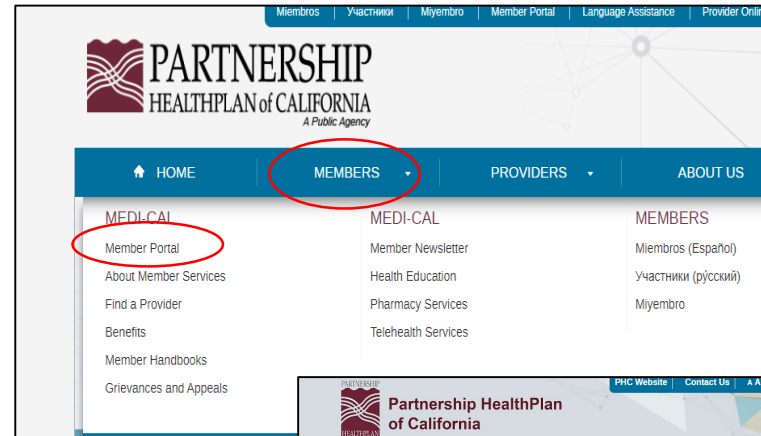 Miembros | Участники | Miyembro | Member Portal | Language Assistance | Provider
PARTNERSHIP
HEALTHPLAN of CALIFORNIA
A Public Agency
HOME MEMBERS PROVIDERS ABOUT US
MEDI-CAL MEDI-CAL MEMBERS
Member Portal Member Newsletter Miembros (Español)
About Member Services Health Education Участники (ру́сский)
Find a Provider Pharmacy Services Miyembro
Benefits Telehealth Services
Member Handbooks
Grievances and Appeals
PHC Website | Contact Us | A A
PARTNERSHIP
Partnership HealthPlan
of California
HEALTHPLAN